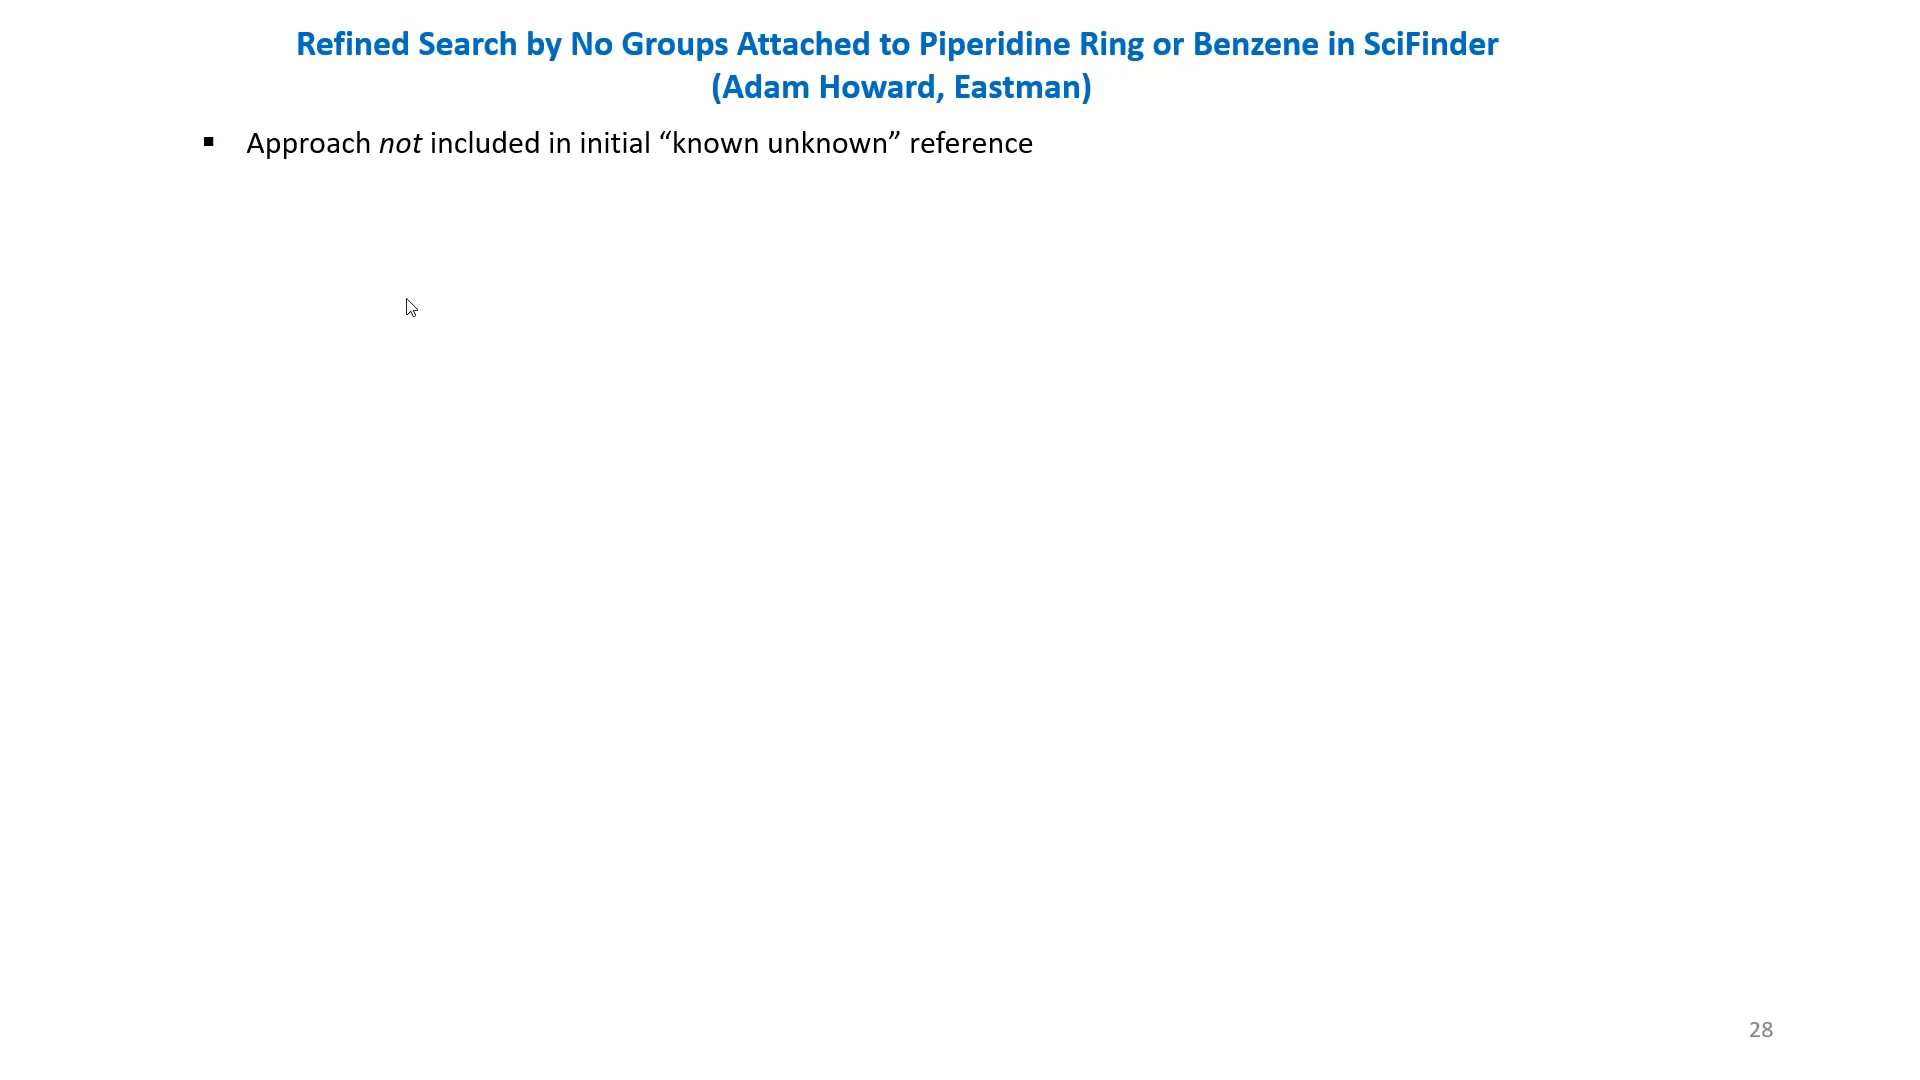 Refined Search by No Groups Attached to Piperidine Ring or Benzene in SciFinder
(Adam Howard, Eastman)
▪ Approach not included in initial “known unknown” reference
28